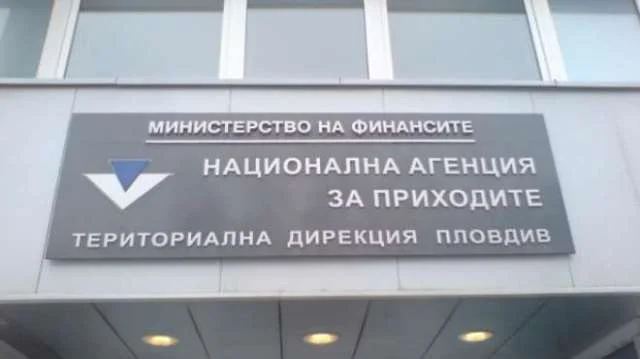 МИНИСТЕРСТВО НА ФИНАНСИТЕ
НАЦИОНАЛНА АГЕНЦИЯ
ЗА ПРИХОДИТЕ
ТЕРИТОРИАЛНА ДИРЕКЦИЯ ПЛОВДИВ